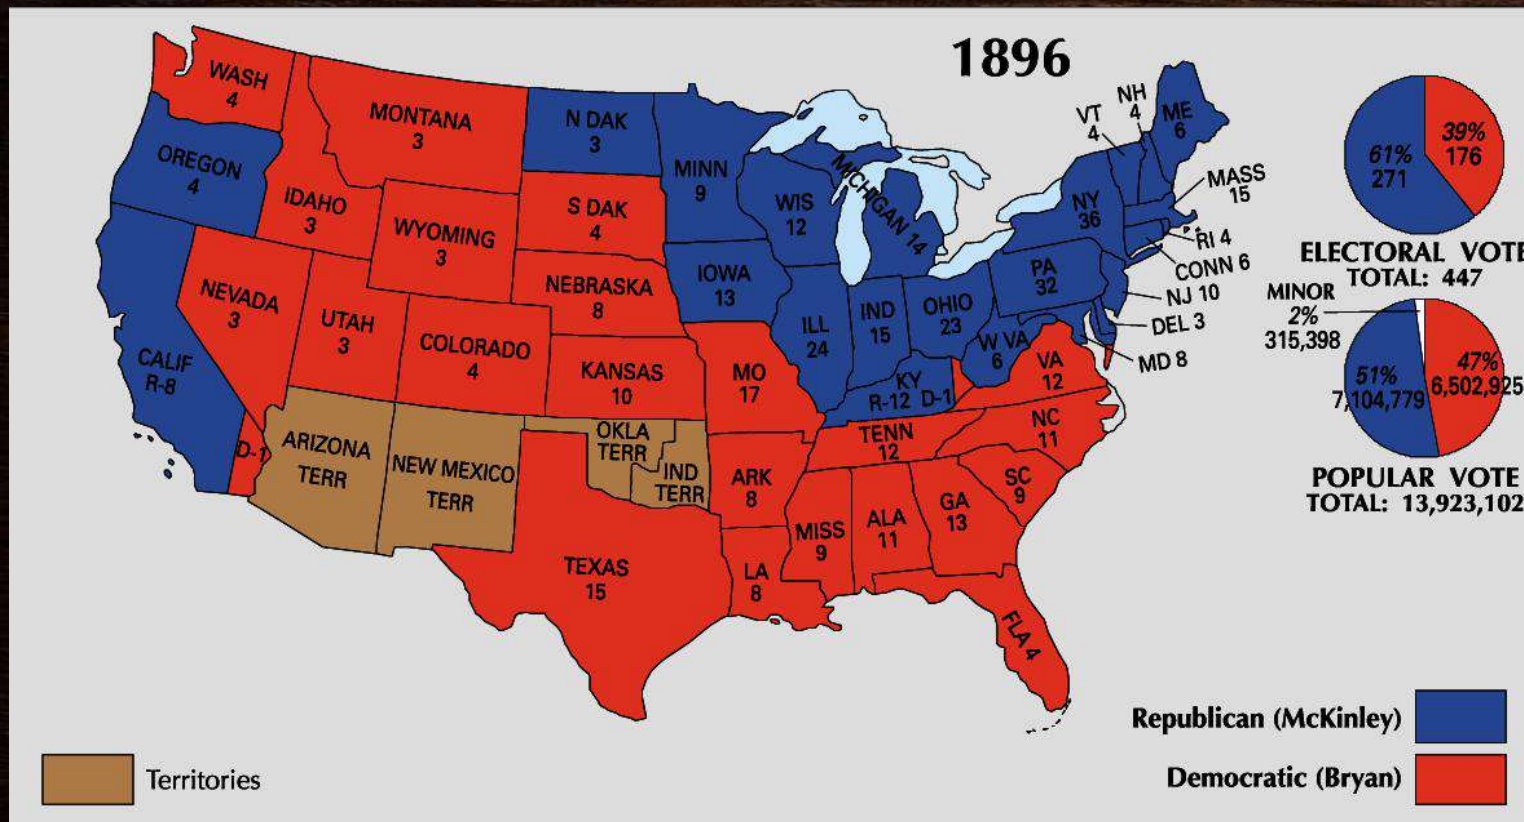 1896
WASH
4
MONTANA
3
N DAK
3
MINN
9
OREGON
4
IDAHO
3
WYOMING
3
S DAK
4
WIS
12
MICHIGAN 14
VT
4
NH
4
ME
6
MASS
15
NY
36
RI 4
CONN 6
NJ 10
DEL 3
MD 8
NEVADA
3
UTAH
3
COLORADO
4
NEBRASKA
8
IOWA
13
ILL
24
IND
15
OHIO
23
PA
32
W VA
6
VA
12
CALIF
R-8
D-1
KANSAS
10
MO
17
KY
R-12 D-1
ARIZONA
TERR
NEW MEXICO
TERR
OKLA
TERR
IND
TERR
ARK
8
TENN
12
NC
11
SC
9
TEXAS
15
LA
8
MISS
9
ALA
11
GA
13
FLA 4
61%
271
39%
176
ELECTORAL VOTE
TOTAL: 447
MINOR
2%
315,398
51%
7,104,779
47%
6,502,925
POPULAR VOTE
TOTAL: 13,923,102
Republican (McKinley)
Democratic (Bryan)
Territories